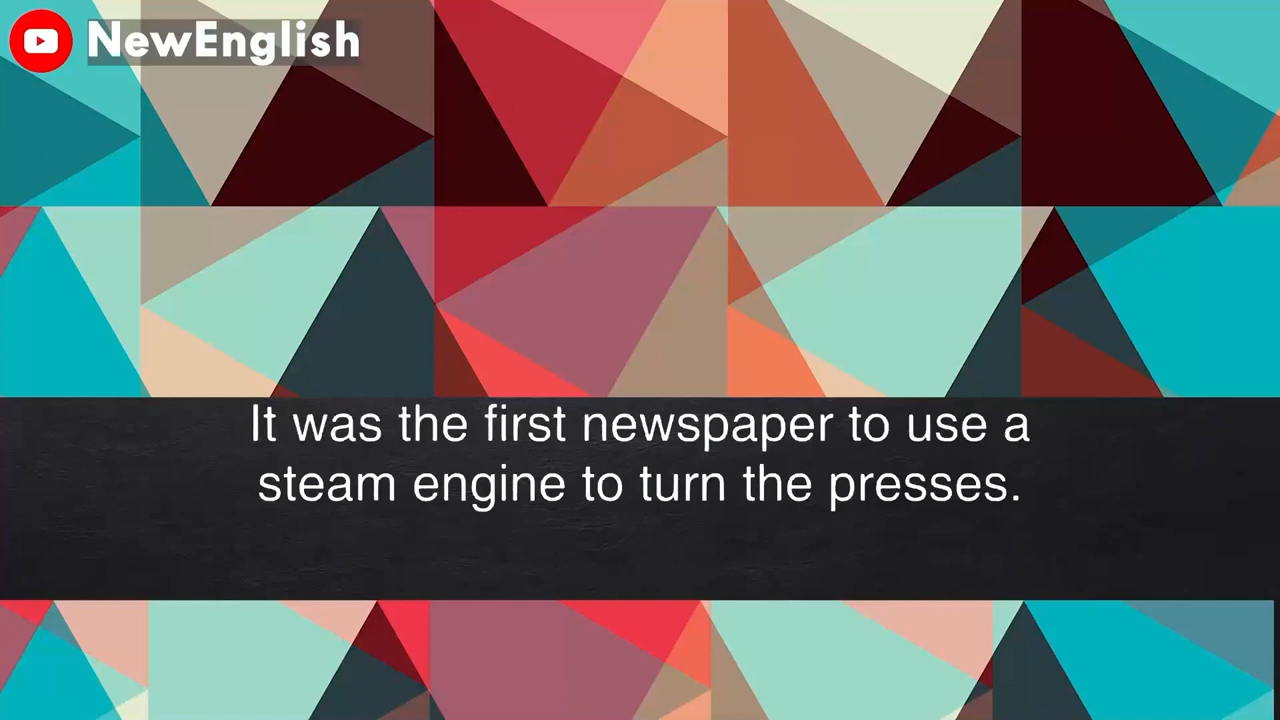 NewEnglish
It was the first newspaper to use a
steam engine to turn the presses.